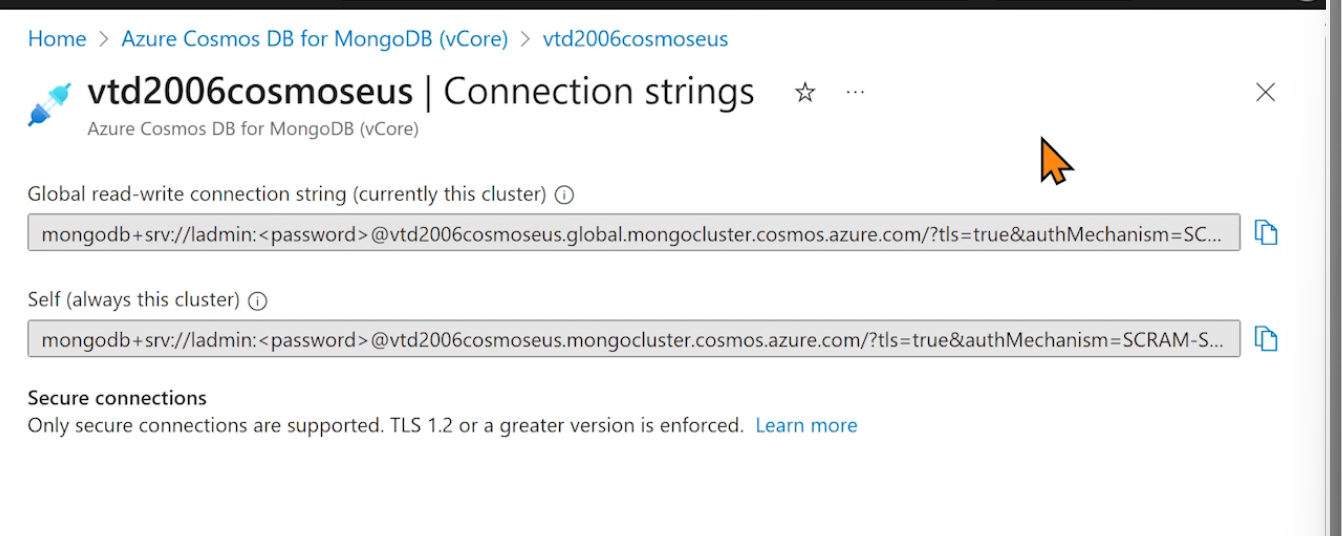 Home > Azure Cosmos DB for MongoDB (vCore) > vtd2006cosmoseus
vtd2006cosmoseus | Connection strings ☆ ...
Azure Cosmos DB for MongoDB (vCore)
Global read-write connection string (currently this cluster)
mongodb+srv://ladmin:<password>@vtd2006cosmoseus.global.mongocluster.cosmos.azure.com/?tls=true&authMechanism=SC...
Self (always this cluster)
mongodb+srv://ladmin:<password>@vtd2006cosmoseus.mongocluster.cosmos.azure.com/?tls=true&authMechanism=SCRAM-S...
Secure connections
Only secure connections are supported. TLS 1.2 or a greater version is enforced. Learn more